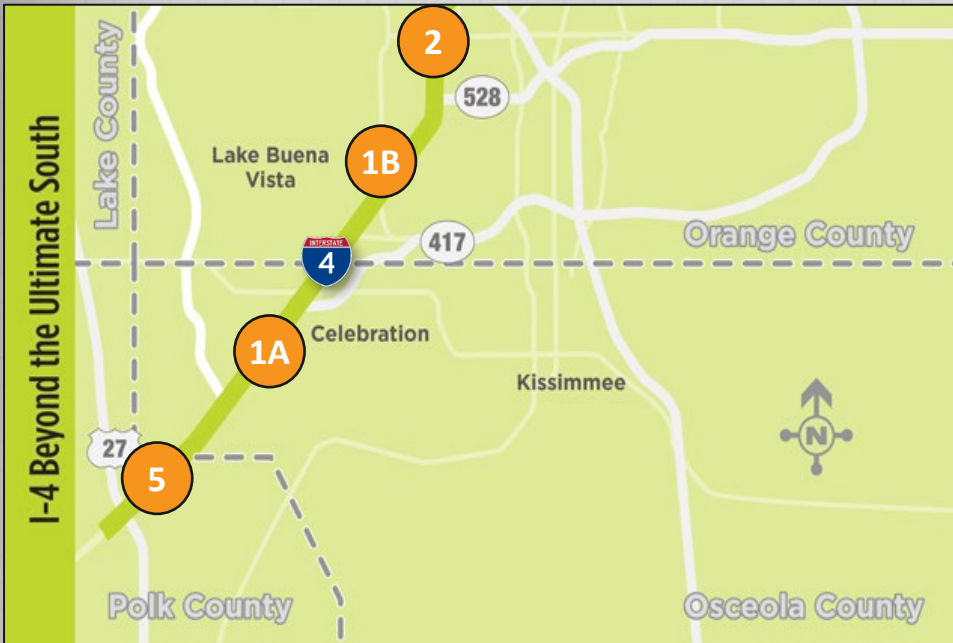 I-4 Beyond the Ultimate South
Lake County
2
528
Lake Buena
Vista
1B
417
Orange County
INTERSTATE
4
Celebration
1A
Kissimmee
27
5
N
Polk County
Osceola County